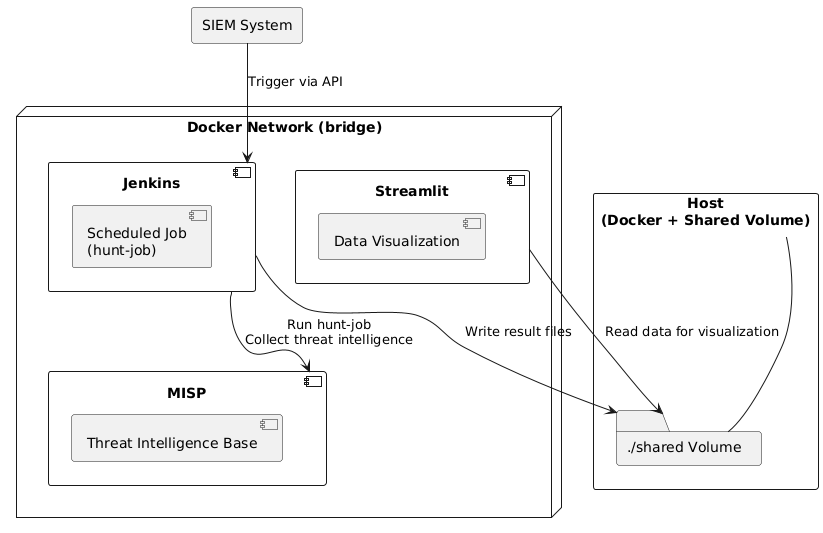 SIEM System
Trigger via API
Docker Network (bridge)
Jenkins
Scheduled Job
(hunt-job)
Streamlit
Data Visualization
Host
(Docker + Shared Volume)
Run hunt-job
Collect threat intelligence
Write result files
Read data for visualization
MISP
Threat Intelligence Base
./shared Volume